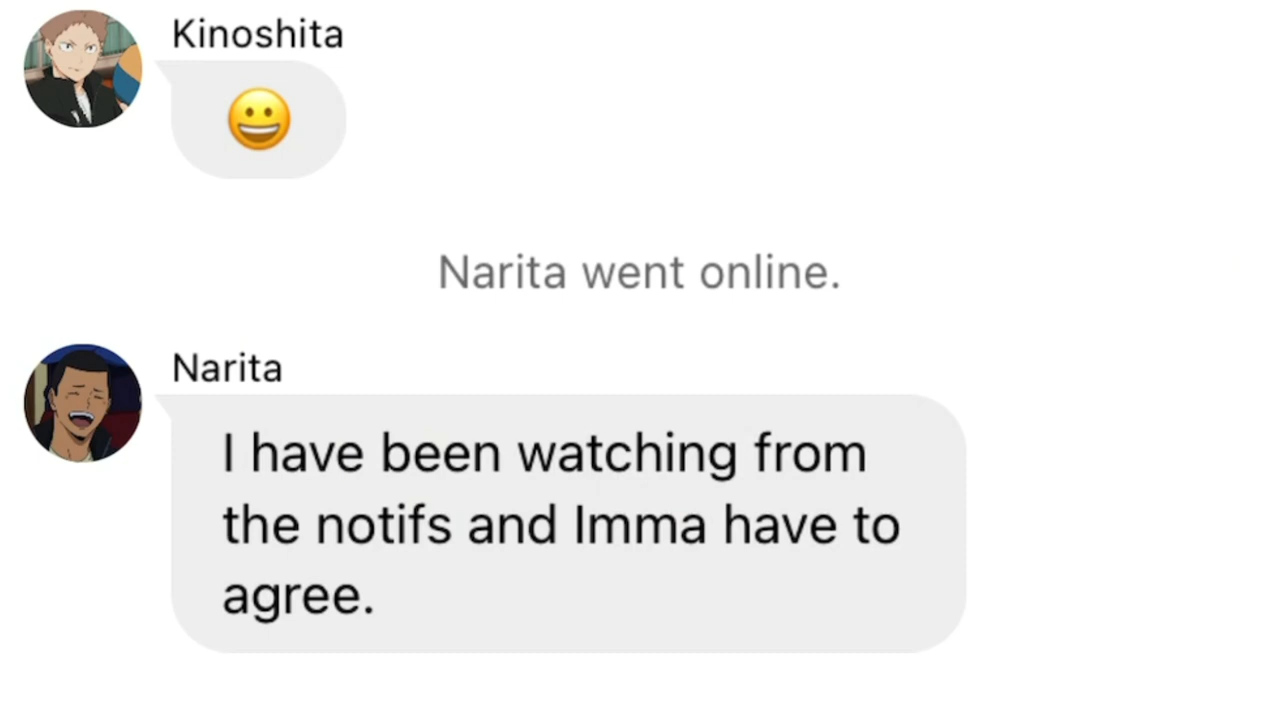 Kinoshita
😀
Narita went online.
Narita
I have been watching from
the notifs and Imma have to
agree.